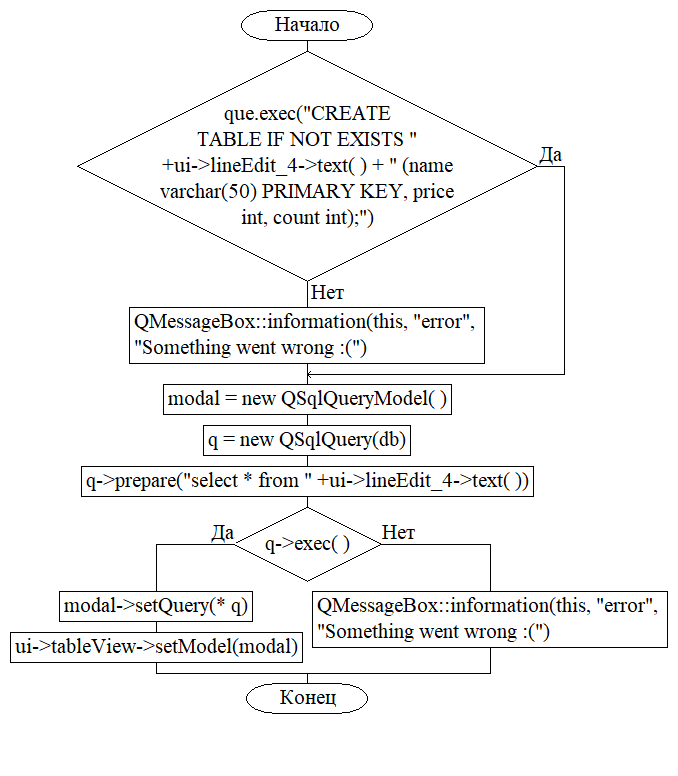 Начало
que.exec("CREATE
TABLE IF NOT EXISTS "
+ui->lineEdit_4->text( ) + " (name
varchar(50) PRIMARY KEY, price
int, count int);")
Да
Нет
QMessageBox::information(this, "error",
"Something went wrong :(")
modal = new QSqlQueryModel( )
q = new QSqlQuery(db)
q->prepare("select * from " +ui->lineEdit_4->text( ))
Да
q->exec( )
Нет
modal->setQuery(* q)
ui->tableView->setModel(modal)
QMessageBox::information(this, "error",
"Something went wrong :(")
Конец